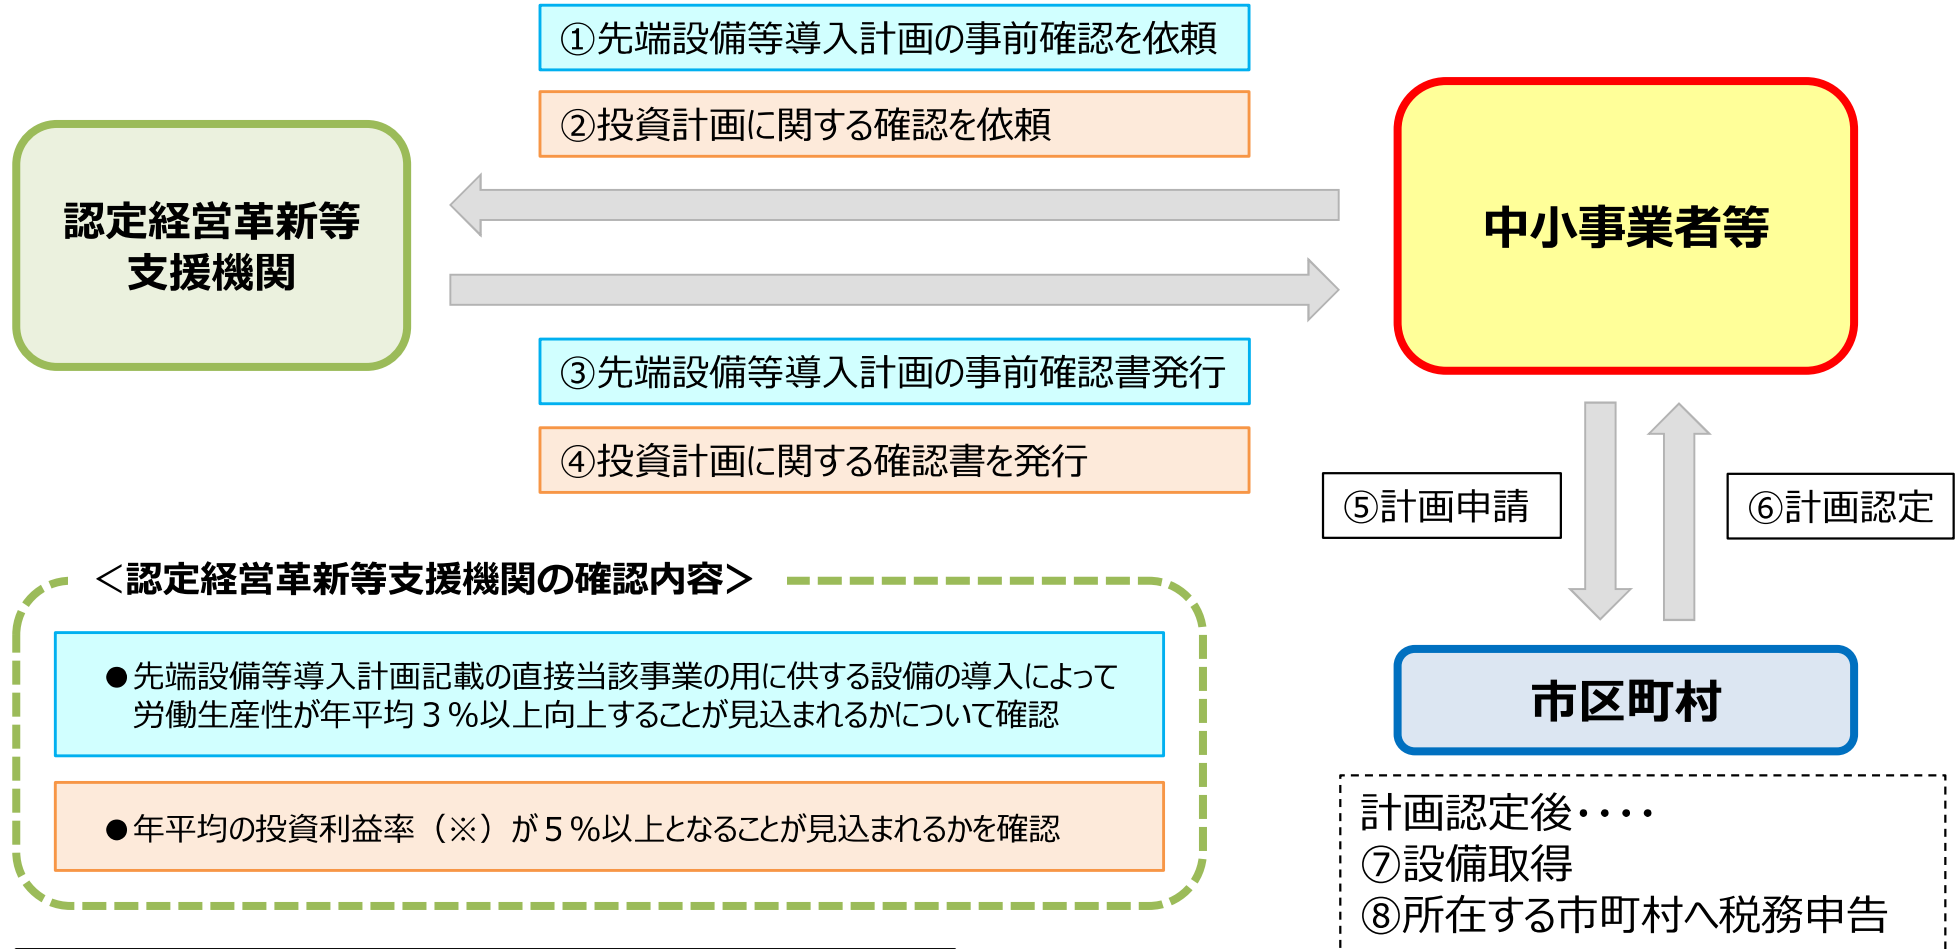 ①先端設備等導入計画の事前確認を依頼
②投資計画に関する確認を依頼
認定経営革新等
支援機関
中小事業者等
③先端設備等導入計画の事前確認書発行
④投資計画に関する確認書を発行
⑤計画申請
⑥計画認定
＜認定経営革新等支援機関の確認内容＞
●先端設備等導入計画記載の直接当該事業の用に供する設備の導入によって
労働生産性が年平均３％以上向上することが見込まれるかについて確認
●年平均の投資利益率（※）が５％以上となることが見込まれるかを確認
市区町村
計画認定後・・・・
⑦設備取得
⑧所在する市町村へ税務申告